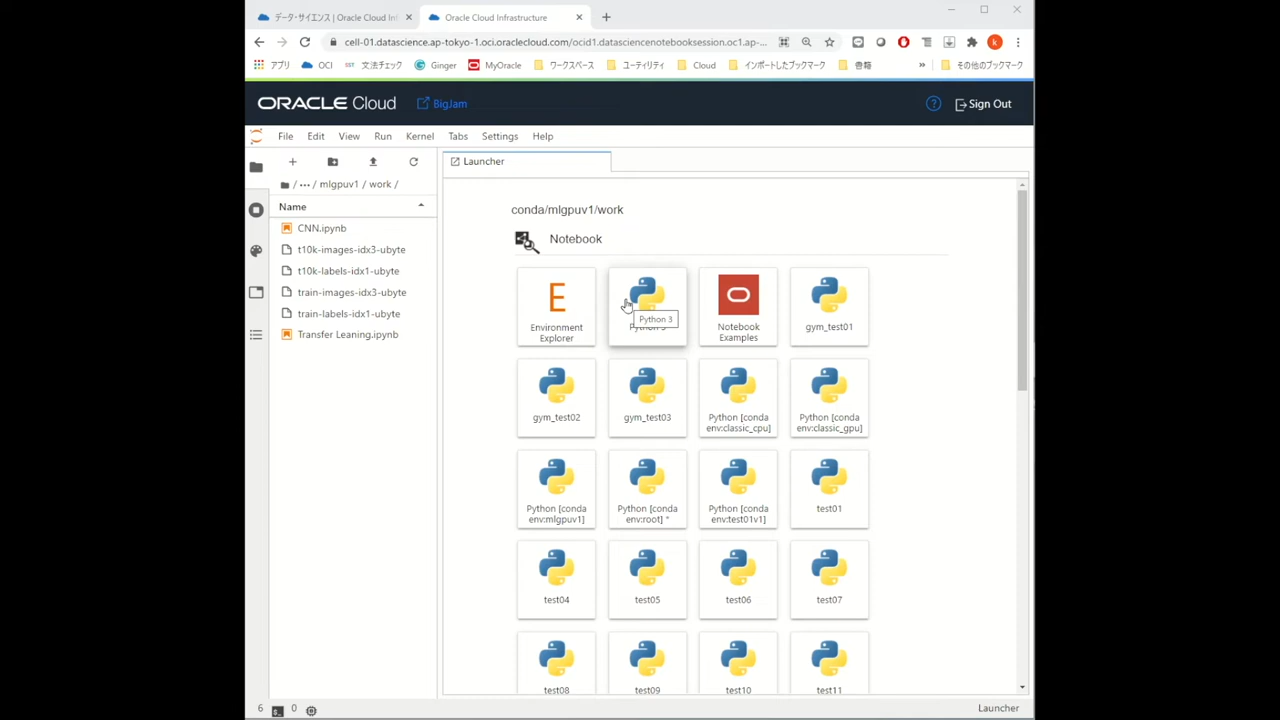 データ・サイエンス | Oracle Cloud Inf
Oracle Cloud Infrastructure
cell-01.datascience.ap-tokyo-1.oci.oraclecloud.com/ocid1.datasciencenotebooksession.oc1.ap-...
k
アプリ
OCI
文法チェック
Ginger
MyOracle
ワークスペース
ユーティリティ
Cloud
インポートしたブックマーク
書籍
»
その他のブックマーク
ORACLE Cloud
BigJam
?
Sign Out
File
Edit
View
Run
Kernel
Tabs
Settings
Help
/ ··· / mlgpuv1 / work /
Name
CNN.ipynb
t10k-images-idx3-ubyte
t10k-labels-idx1-ubyte
train-images-idx3-ubyte
train-labels-idx1-ubyte
Transfer Leaning.ipynb
Launcher
conda/mlgpuv1/work
Notebook
E
Environment
Explorer
Python 3
Notebook
Examples
gym_test01
gym_test02
gym_test03
Python [conda
env:classic_cpu]
Python [conda
env:classic_gpu]
Python [conda
env:mlgpuv1]
Python [conda
env:root] *
Python [conda
env:test01v1]
test01
test04
test05
test06
test07
test08
test09
test10
test11
6
0
Launcher